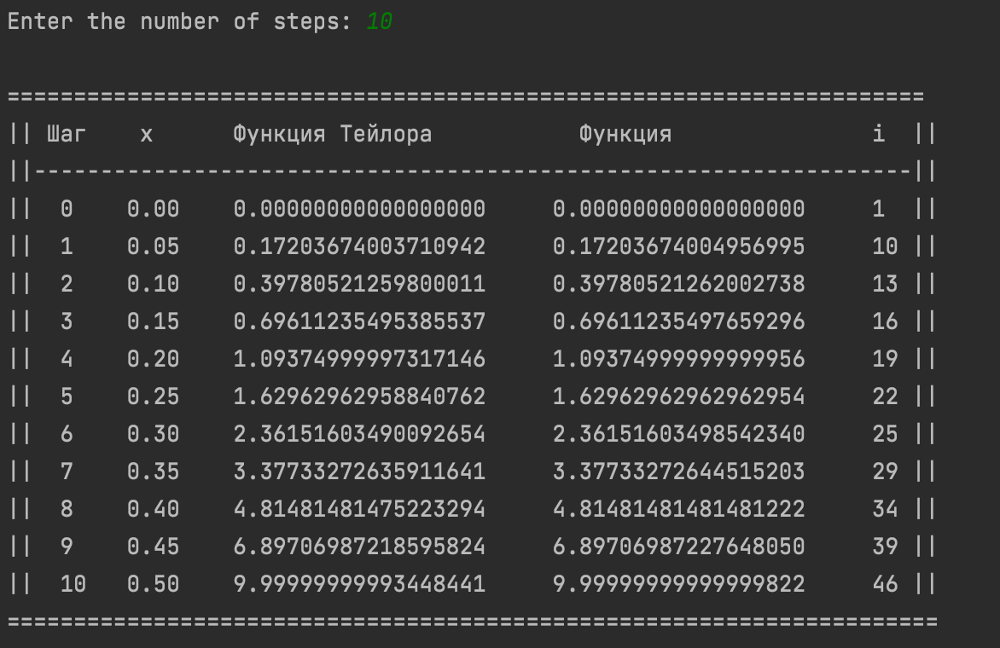 Enter the number of steps: 10
=====================================================================
|| Шаг    x      Функция Тейлора           Функция               i  ||
||------------------------------------------------------------------||
||  0    0.00    0.00000000000000000     0.00000000000000000     1  ||
||  1    0.05    0.17203674003710942     0.17203674004956995     10 ||
||  2    0.10    0.39780521259800011     0.39780521262002738     13 ||
||  3    0.15    0.69611235495385537     0.69611235497659296     16 ||
||  4    0.20    1.09374999997317146     1.09374999999999956     19 ||
||  5    0.25    1.62962962958840762     1.62962962962962954     22 ||
||  6    0.30    2.36151603490092654     2.36151603498542340     25 ||
||  7    0.35    3.37733272635911641     3.37733272644515203     29 ||
||  8    0.40    4.81481481475223294     4.81481481481481222     34 ||
||  9    0.45    6.89706987218595824     6.89706987227648050     39 ||
||  10   0.50    9.99999999993448441     9.99999999999999822     46 ||
======================================================================